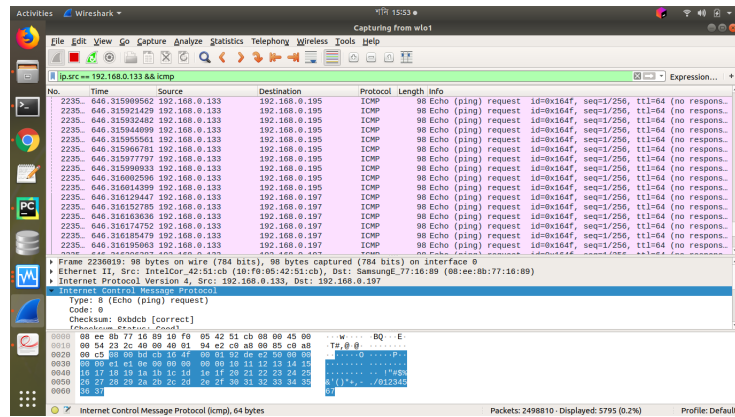 Activities Wireshark শনি 15:53
Capturing from wlo1
File Edit View Go Capture Analyze Statistics Telephony Wireless Tools Help
ip.src == 192.168.0.133 && icmp Expression… +
No. Time Source Destination Protocol Length Info
2235… 646.315909562 192.168.0.133 192.168.0.195 ICMP 98 Echo (ping) request id=0x164f, seq=1/256, ttl=64 (no respons…
2235… 646.315921429 192.168.0.133 192.168.0.195 ICMP 98 Echo (ping) request id=0x164f, seq=1/256, ttl=64 (no respons…
2235… 646.315932482 192.168.0.133 192.168.0.195 ICMP 98 Echo (ping) request id=0x164f, seq=1/256, ttl=64 (no respons…
2235… 646.315944099 192.168.0.133 192.168.0.195 ICMP 98 Echo (ping) request id=0x164f, seq=1/256, ttl=64 (no respons…
2235… 646.315955561 192.168.0.133 192.168.0.195 ICMP 98 Echo (ping) request id=0x164f, seq=1/256, ttl=64 (no respons…
2235… 646.315966781 192.168.0.133 192.168.0.195 ICMP 98 Echo (ping) request id=0x164f, seq=1/256, ttl=64 (no respons…
2235… 646.315977797 192.168.0.133 192.168.0.195 ICMP 98 Echo (ping) request id=0x164f, seq=1/256, ttl=64 (no respons…
2235… 646.315990933 192.168.0.133 192.168.0.195 ICMP 98 Echo (ping) request id=0x164f, seq=1/256, ttl=64 (no respons…
2235… 646.316002596 192.168.0.133 192.168.0.195 ICMP 98 Echo (ping) request id=0x164f, seq=1/256, ttl=64 (no respons…
2235… 646.316014399 192.168.0.133 192.168.0.195 ICMP 98 Echo (ping) request id=0x164f, seq=1/256, ttl=64 (no respons…
2235… 646.316129447 192.168.0.133 192.168.0.197 ICMP 98 Echo (ping) request id=0x164f, seq=1/256, ttl=64 (no respons…
2235… 646.316152785 192.168.0.133 192.168.0.197 ICMP 98 Echo (ping) request id=0x164f, seq=1/256, ttl=64 (no respons…
2235… 646.316163636 192.168.0.133 192.168.0.197 ICMP 98 Echo (ping) request id=0x164f, seq=1/256, ttl=64 (no respons…
2235… 646.316174752 192.168.0.133 192.168.0.197 ICMP 98 Echo (ping) request id=0x164f, seq=1/256, ttl=64 (no respons…
2235… 646.316185479 192.168.0.133 192.168.0.197 ICMP 98 Echo (ping) request id=0x164f, seq=1/256, ttl=64 (no respons…
2235… 646.316195063 192.168.0.133 192.168.0.197 ICMP 98 Echo (ping) request id=0x164f, seq=1/256, ttl=64 (no respons…
Frame 2236019: 98 bytes on wire (784 bits), 98 bytes captured (784 bits) on interface 0
Ethernet II, Src: IntelCor_42:51:cb (10:f0:05:42:51:cb), Dst: SamsungE_77:16:89 (08:ee:8b:77:16:89)
Internet Protocol Version 4, Src: 192.168.0.133, Dst: 192.168.0.197
Internet Control Message Protocol
Type: 8 (Echo (ping) request)
Code: 0
Checksum: 0xbdcb [correct]
[Checksum Status: Good]
0000 08 ee 8b 77 16 89 10 f0 05 42 51 cb 08 00 45 00 ···w···· ·BQ···E·
0010 00 54 23 2c 40 00 40 01 94 e2 c0 a8 00 85 c0 a8 ·T#,@·@· ········
0020 00 c5 08 00 bd cb 16 4f 00 01 92 de e2 50 00 00 ·······O ·····P··
0030 00 00 e1 e1 0e 00 00 00 00 00 10 11 12 13 14 15 ········ ········
0040 16 17 18 19 1a 1b 1c 1d 1e 1f 20 21 22 23 24 25 ········ ·· !"#$%
0050 26 27 28 29 2a 2b 2c 2d 2e 2f 30 31 32 33 34 35 &'()*+,- ./012345
0060 36 37 67
Internet Control Message Protocol (icmp), 64 bytes Packets: 2498810 · Displayed: 5795 (0.2%) Profile: Defaul